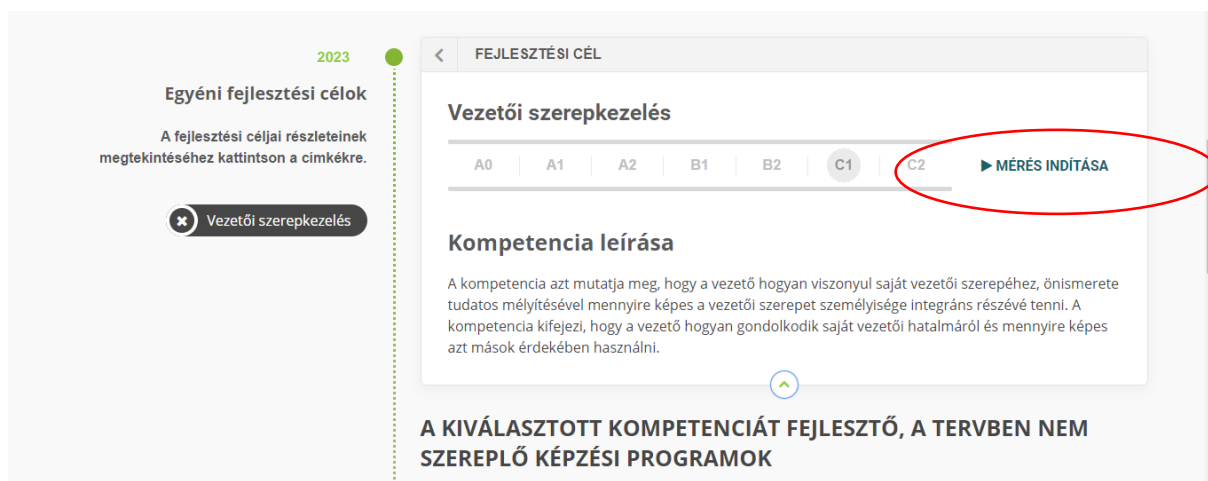 2023
Egyéni fejlesztési célok
A fejlesztési céljai részleteinek
megtekintéséhez kattintson a címkékre.
Vezetői szerepkezelés
FEJLESZTÉSI CÉL
Vezetői szerepkezelés
A0 A1 A2 B1 B2 C1 C2 MÉRÉS INDÍTÁSA
Kompetencia leírása
A kompetencia azt mutatja meg, hogy a vezető hogyan viszonyul saját vezetői szerepéhez, önismerete
tudatos mélyítésével mennyire képes a vezetői szerepet személyisége integráns részévé tenni. A
kompetencia kifejezi, hogy a vezető hogyan gondolkodik saját vezetői hatalmáról és mennyire képes
azt mások érdekében használni.
A KIVÁLASZTOTT KOMPETENCIÁT FEJLESZTŐ, A TERVBEN NEM
SZEREPLŐ KÉPZÉSI PROGRAMOK